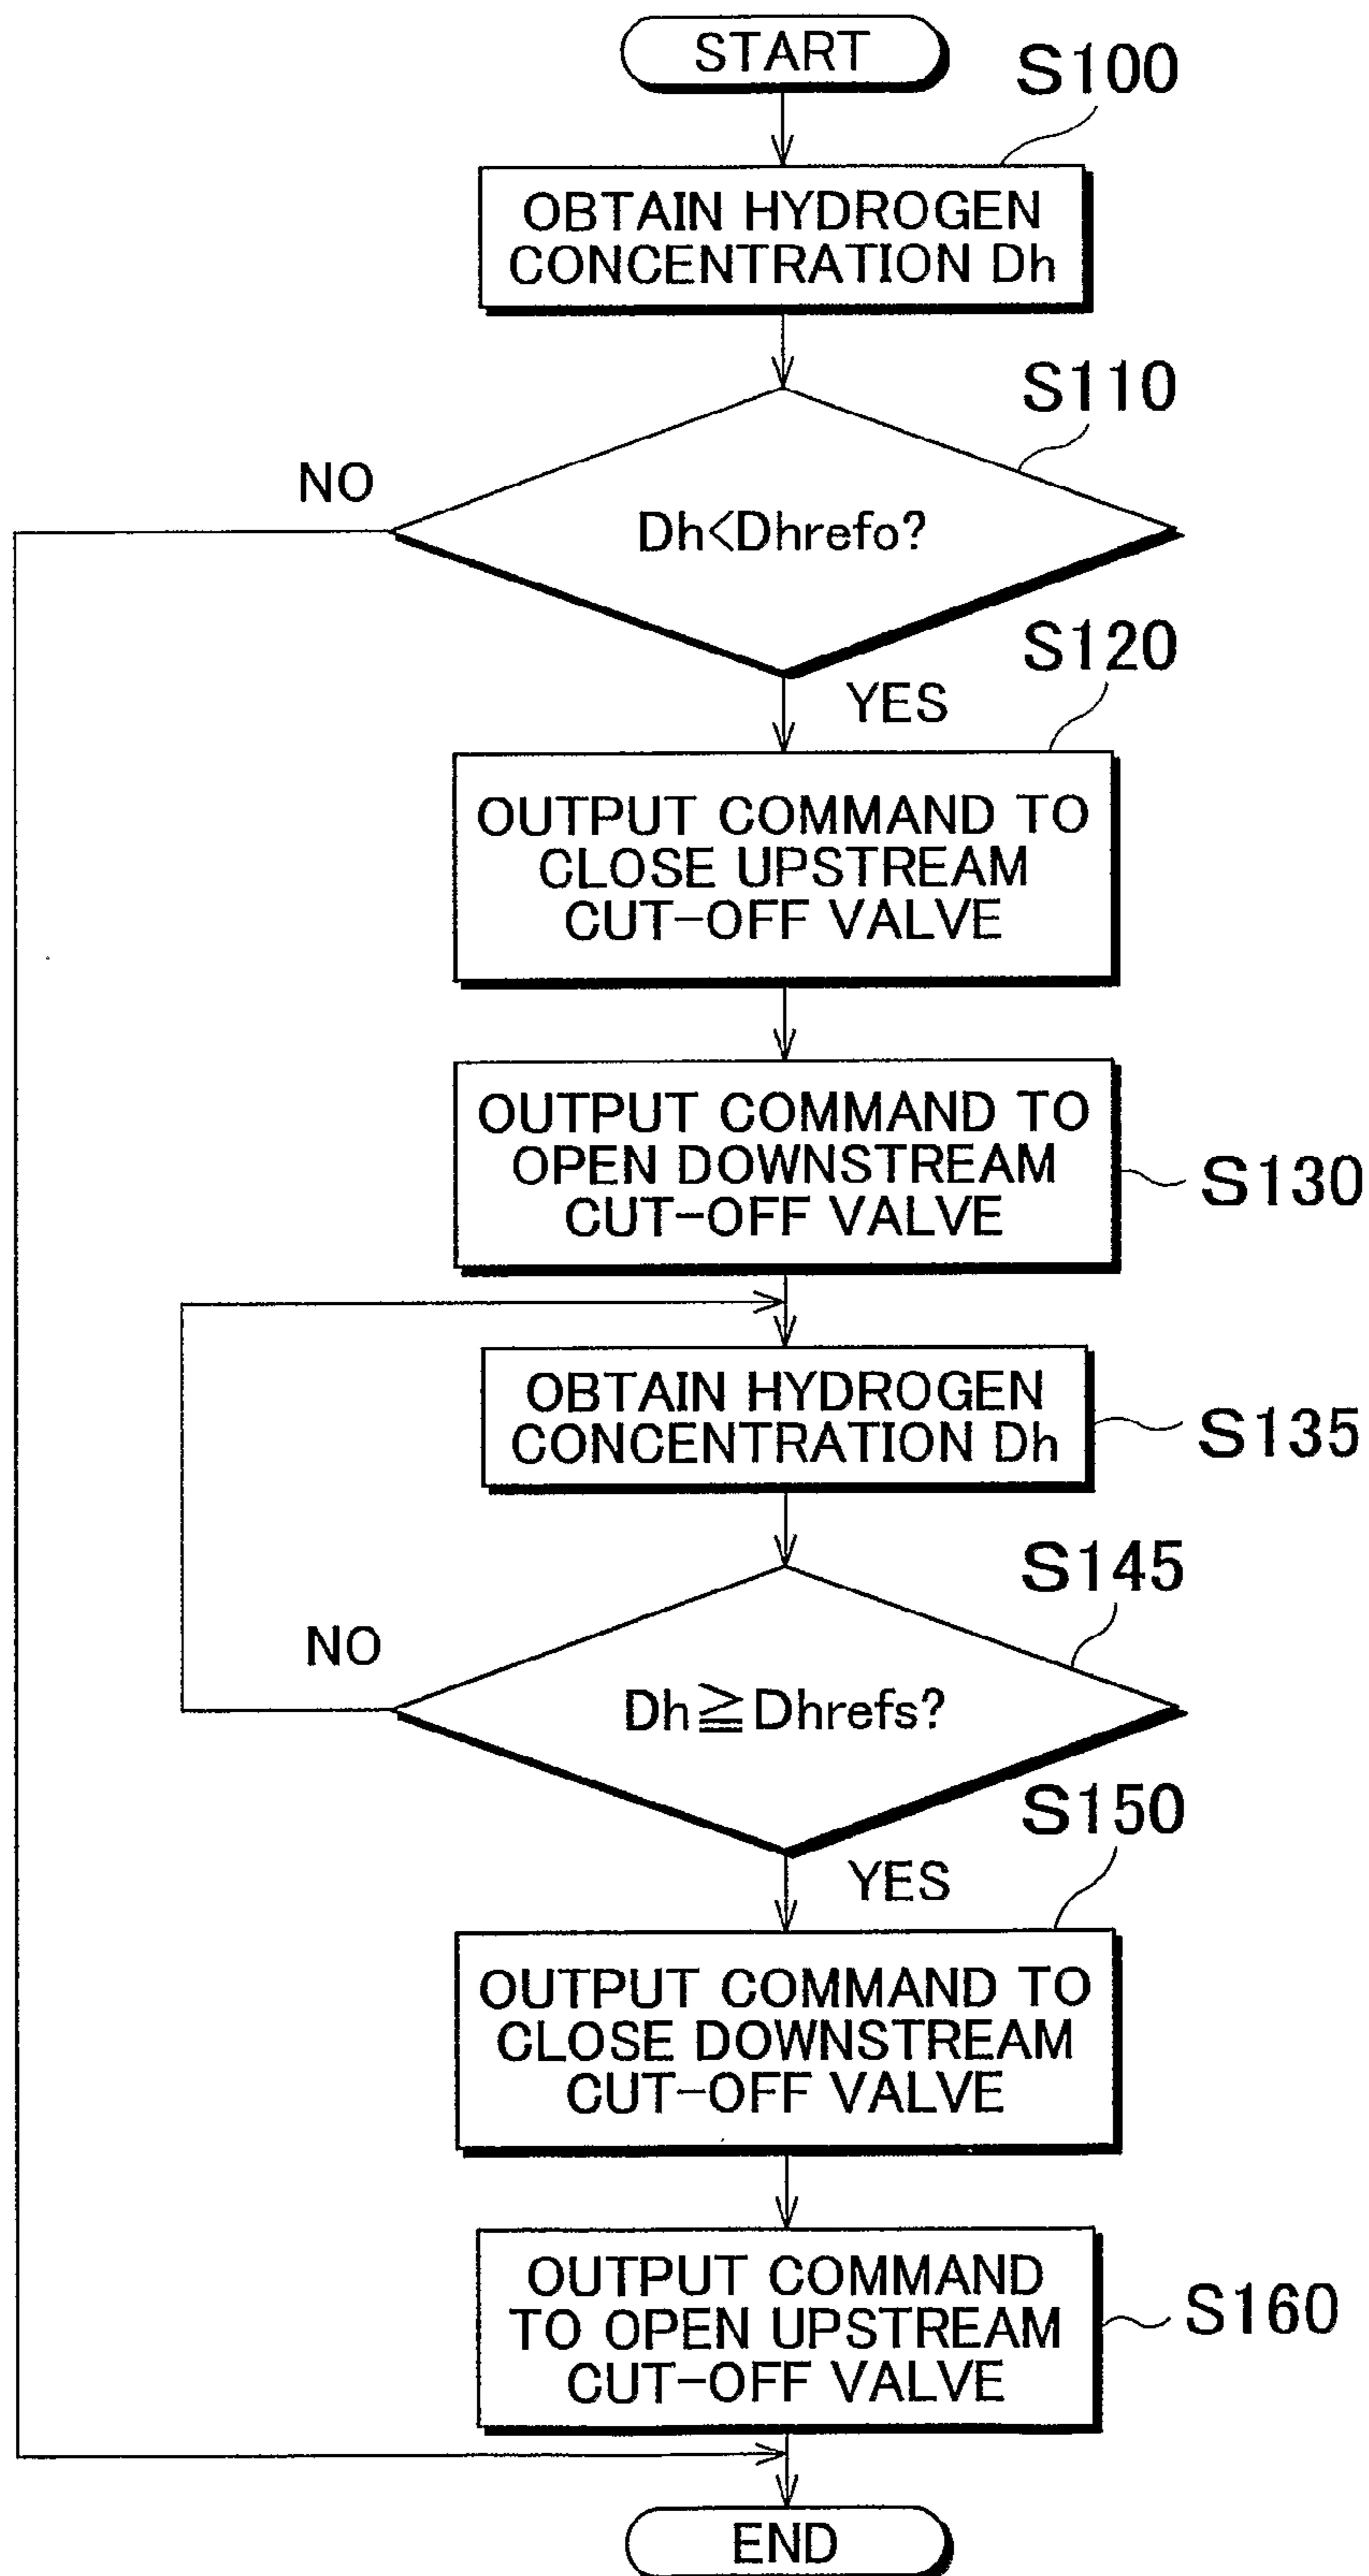 START
S100
OBTAIN HYDROGEN
CONCENTRATION Dh
S110
NO
Dh<Dhrefo?
S120
YES
OUTPUT COMMAND TO
CLOSE UPSTREAM
CUT-OFF VALVE
OUTPUT COMMAND TO
OPEN DOWNSTREAM
CUT-OFF VALVE
S130
OBTAIN HYDROGEN
CONCENTRATION Dh
S135
S145
NO
Dh≧Dhrefs?
S150
YES
OUTPUT COMMAND TO
CLOSE DOWNSTREAM
CUT-OFF VALVE
OUTPUT COMMAND
TO OPEN UPSTREAM
CUT-OFF VALVE
S160
END